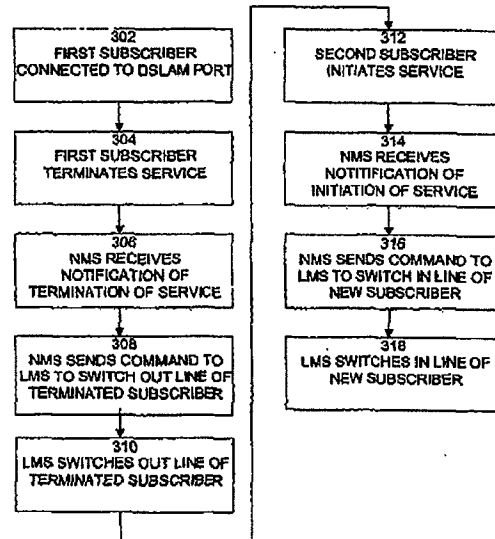 302
FIRST SUBSCRIBER
CONNECTED TO DSLAM PORT
304
FIRST SUBSCRIBER
TERMINATES SERVICE
306
NMS RECEIVES
NOTIFICATION OF
TERMINATION OF SERVICE
308
NMS SENDS COMMAND TO
LMS TO SWITCH OUT LINE OF
TERMINATED SUBSCRIBER
310
LMS SWITCHES OUT LINE OF
TERMINATED SUBSCRIBER
312
SECOND SUBSCRIBER
INITIATES SERVICE
314
NMS RECEIVES
NOTITFICATION OF
INITIATION OF SERVICE
316
NMS SENDS COMMAND TO
LMS TO SWITCH IN LINE OF
NEW SUBSCRIBER
318
LMS SWITCHES IN LINE OF
NEW SUBSCRIBER